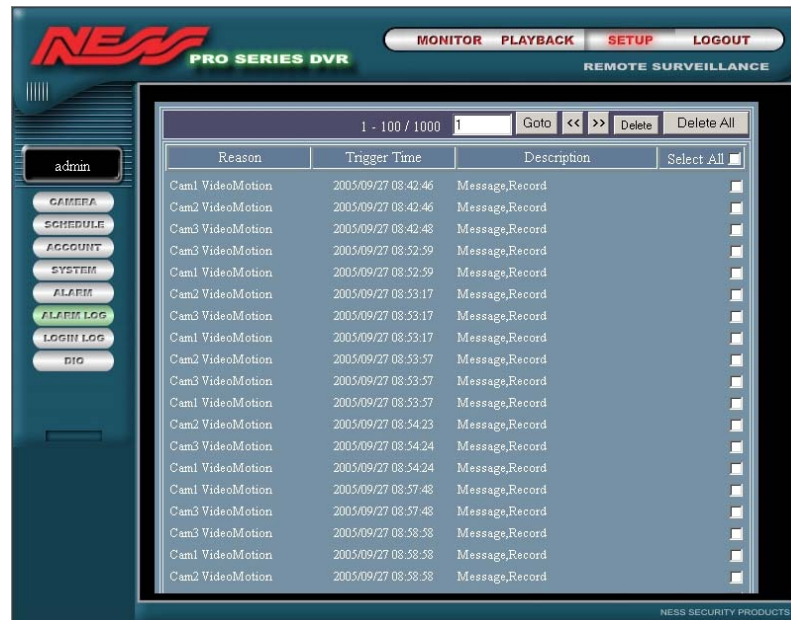 NESS
PRO SERIES DVR
MONITOR PLAYBACK SETUP LOGOUT
REMOTE SURVEILLANCE
admin
CAMERA
SCHEDULE
ACCOUNT
SYSTEM
ALARM
ALARM LOG
LOGIN LOG
DIO
1 - 100 / 1000 1 Goto << >> Delete Delete All
Reason Trigger Time Description Select All
Cam1 VideoMotion 2005/09/27 08:42:46 Message,Record
Cam2 VideoMotion 2005/09/27 08:42:46 Message,Record
Cam3 VideoMotion 2005/09/27 08:42:48 Message,Record
Cam3 VideoMotion 2005/09/27 08:52:59 Message,Record
Cam1 VideoMotion 2005/09/27 08:52:59 Message,Record
Cam2 VideoMotion 2005/09/27 08:53:17 Message,Record
Cam3 VideoMotion 2005/09/27 08:53:17 Message,Record
Cam1 VideoMotion 2005/09/27 08:53:17 Message,Record
Cam2 VideoMotion 2005/09/27 08:53:57 Message,Record
Cam3 VideoMotion 2005/09/27 08:53:57 Message,Record
Cam1 VideoMotion 2005/09/27 08:53:57 Message,Record
Cam2 VideoMotion 2005/09/27 08:54:23 Message,Record
Cam3 VideoMotion 2005/09/27 08:54:24 Message,Record
Cam1 VideoMotion 2005/09/27 08:54:24 Message,Record
Cam1 VideoMotion 2005/09/27 08:57:48 Message,Record
Cam3 VideoMotion 2005/09/27 08:57:48 Message,Record
Cam3 VideoMotion 2005/09/27 08:58:58 Message,Record
Cam1 VideoMotion 2005/09/27 08:58:58 Message,Record
Cam2 VideoMotion 2005/09/27 08:58:58 Message,Record
NESS SECURITY PRODUCTS